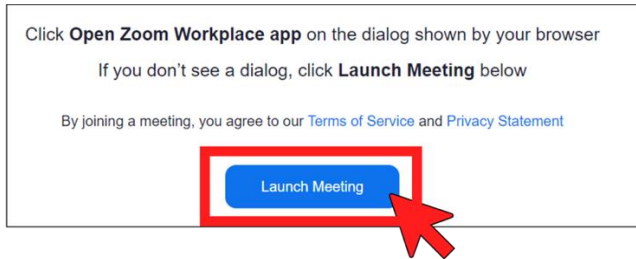 Click Open Zoom Workplace app on the dialog shown by your browser
If you don't see a dialog, click Launch Meeting below
By joining a meeting, you agree to our Terms of Service and Privacy Statement
Launch Meeting